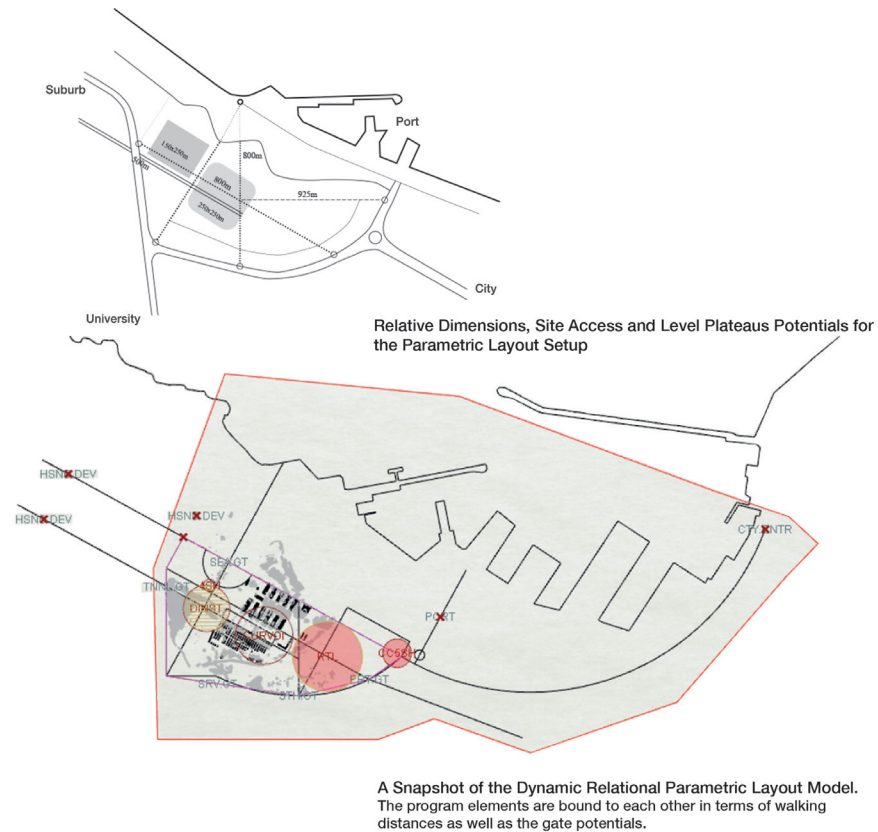 Suburb
Port
150x250m
800m
500m
800m
925m
250x250m
City
University
Relative Dimensions, Site Access and Level Plateaus Potentials for
the Parametric Layout Setup
HSN DEV
HSN DEV
HSN DEV
CTY.CNTR
PORT
SRV.GT
A Snapshot of the Dynamic Relational Parametric Layout Model.
The program elements are bound to each other in terms of walking
distances as well as the gate potentials.